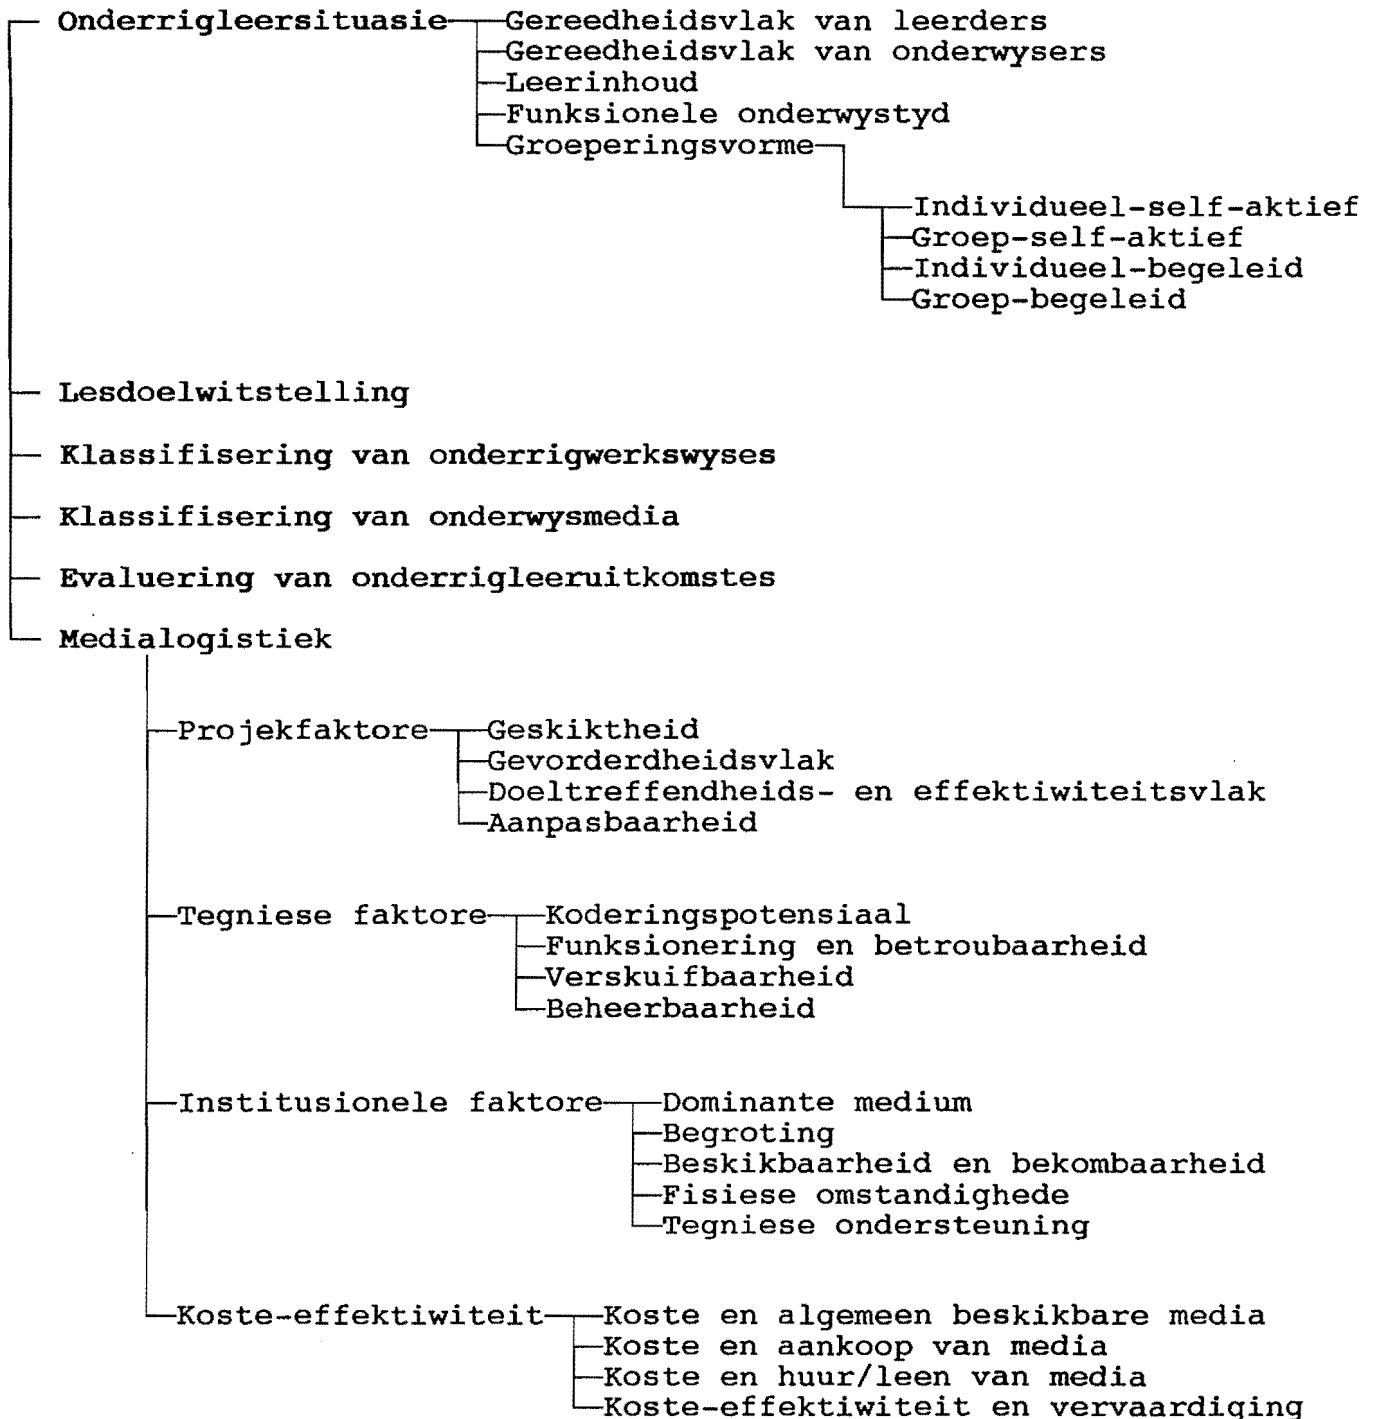 Onderrigleersituasie
Gereedheidsvlak van leerders
Gereedheidsvlak van onderwysers
Leerinhoud
Funksionele onderwystyd
Groeperingsvorme
Individueel-self-aktief
Groep-self-aktief
Individueel-begeleid
Groep-begeleid
Lesdoelwitstelling
Klassifisering van onderrigwerkswyses
Klassifisering van onderwysmedia
Evaluering van onderrigleeruitkomstes
Medialogistiek
Projekfaktore
Geskiktheid
Gevorderdheidsvlak
Doeltreffendheids- en effektiwiteitsvlak
Aanpasbaarheid
Tegniese faktore
Koderingspotensiaal
Funksionering en betroubaarheid
Verskuifbaarheid
Beheerbaarheid
Institusionele faktore
Dominante medium
Begroting
Beskikbaarheid en bekombaarheid
Fisiese omstandighede
Tegniese ondersteuning
Koste-effektiwiteit
Koste en algemeen beskikbare media
Koste en aankoop van media
Koste en huur/leen van media
Koste-effektiwiteit en vervaardiging